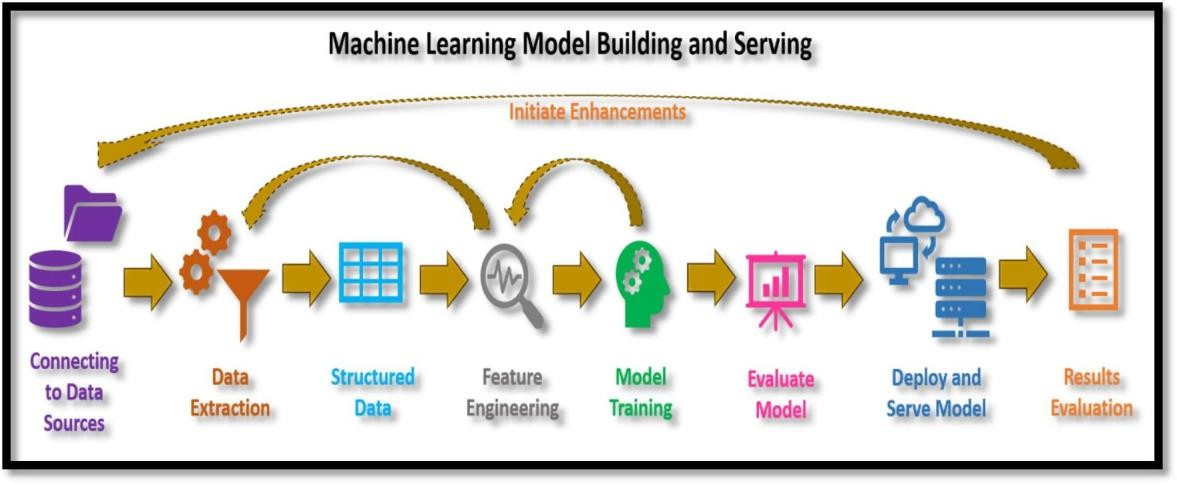 Machine Learning Model Building and Serving
Initiate Enhancements
Connecting
to Data
Sources
Data
Extraction
Structured
Data
Feature
Engineering
Model
Training
Evaluate
Model
Deploy and
Serve Model
Results
Evaluation